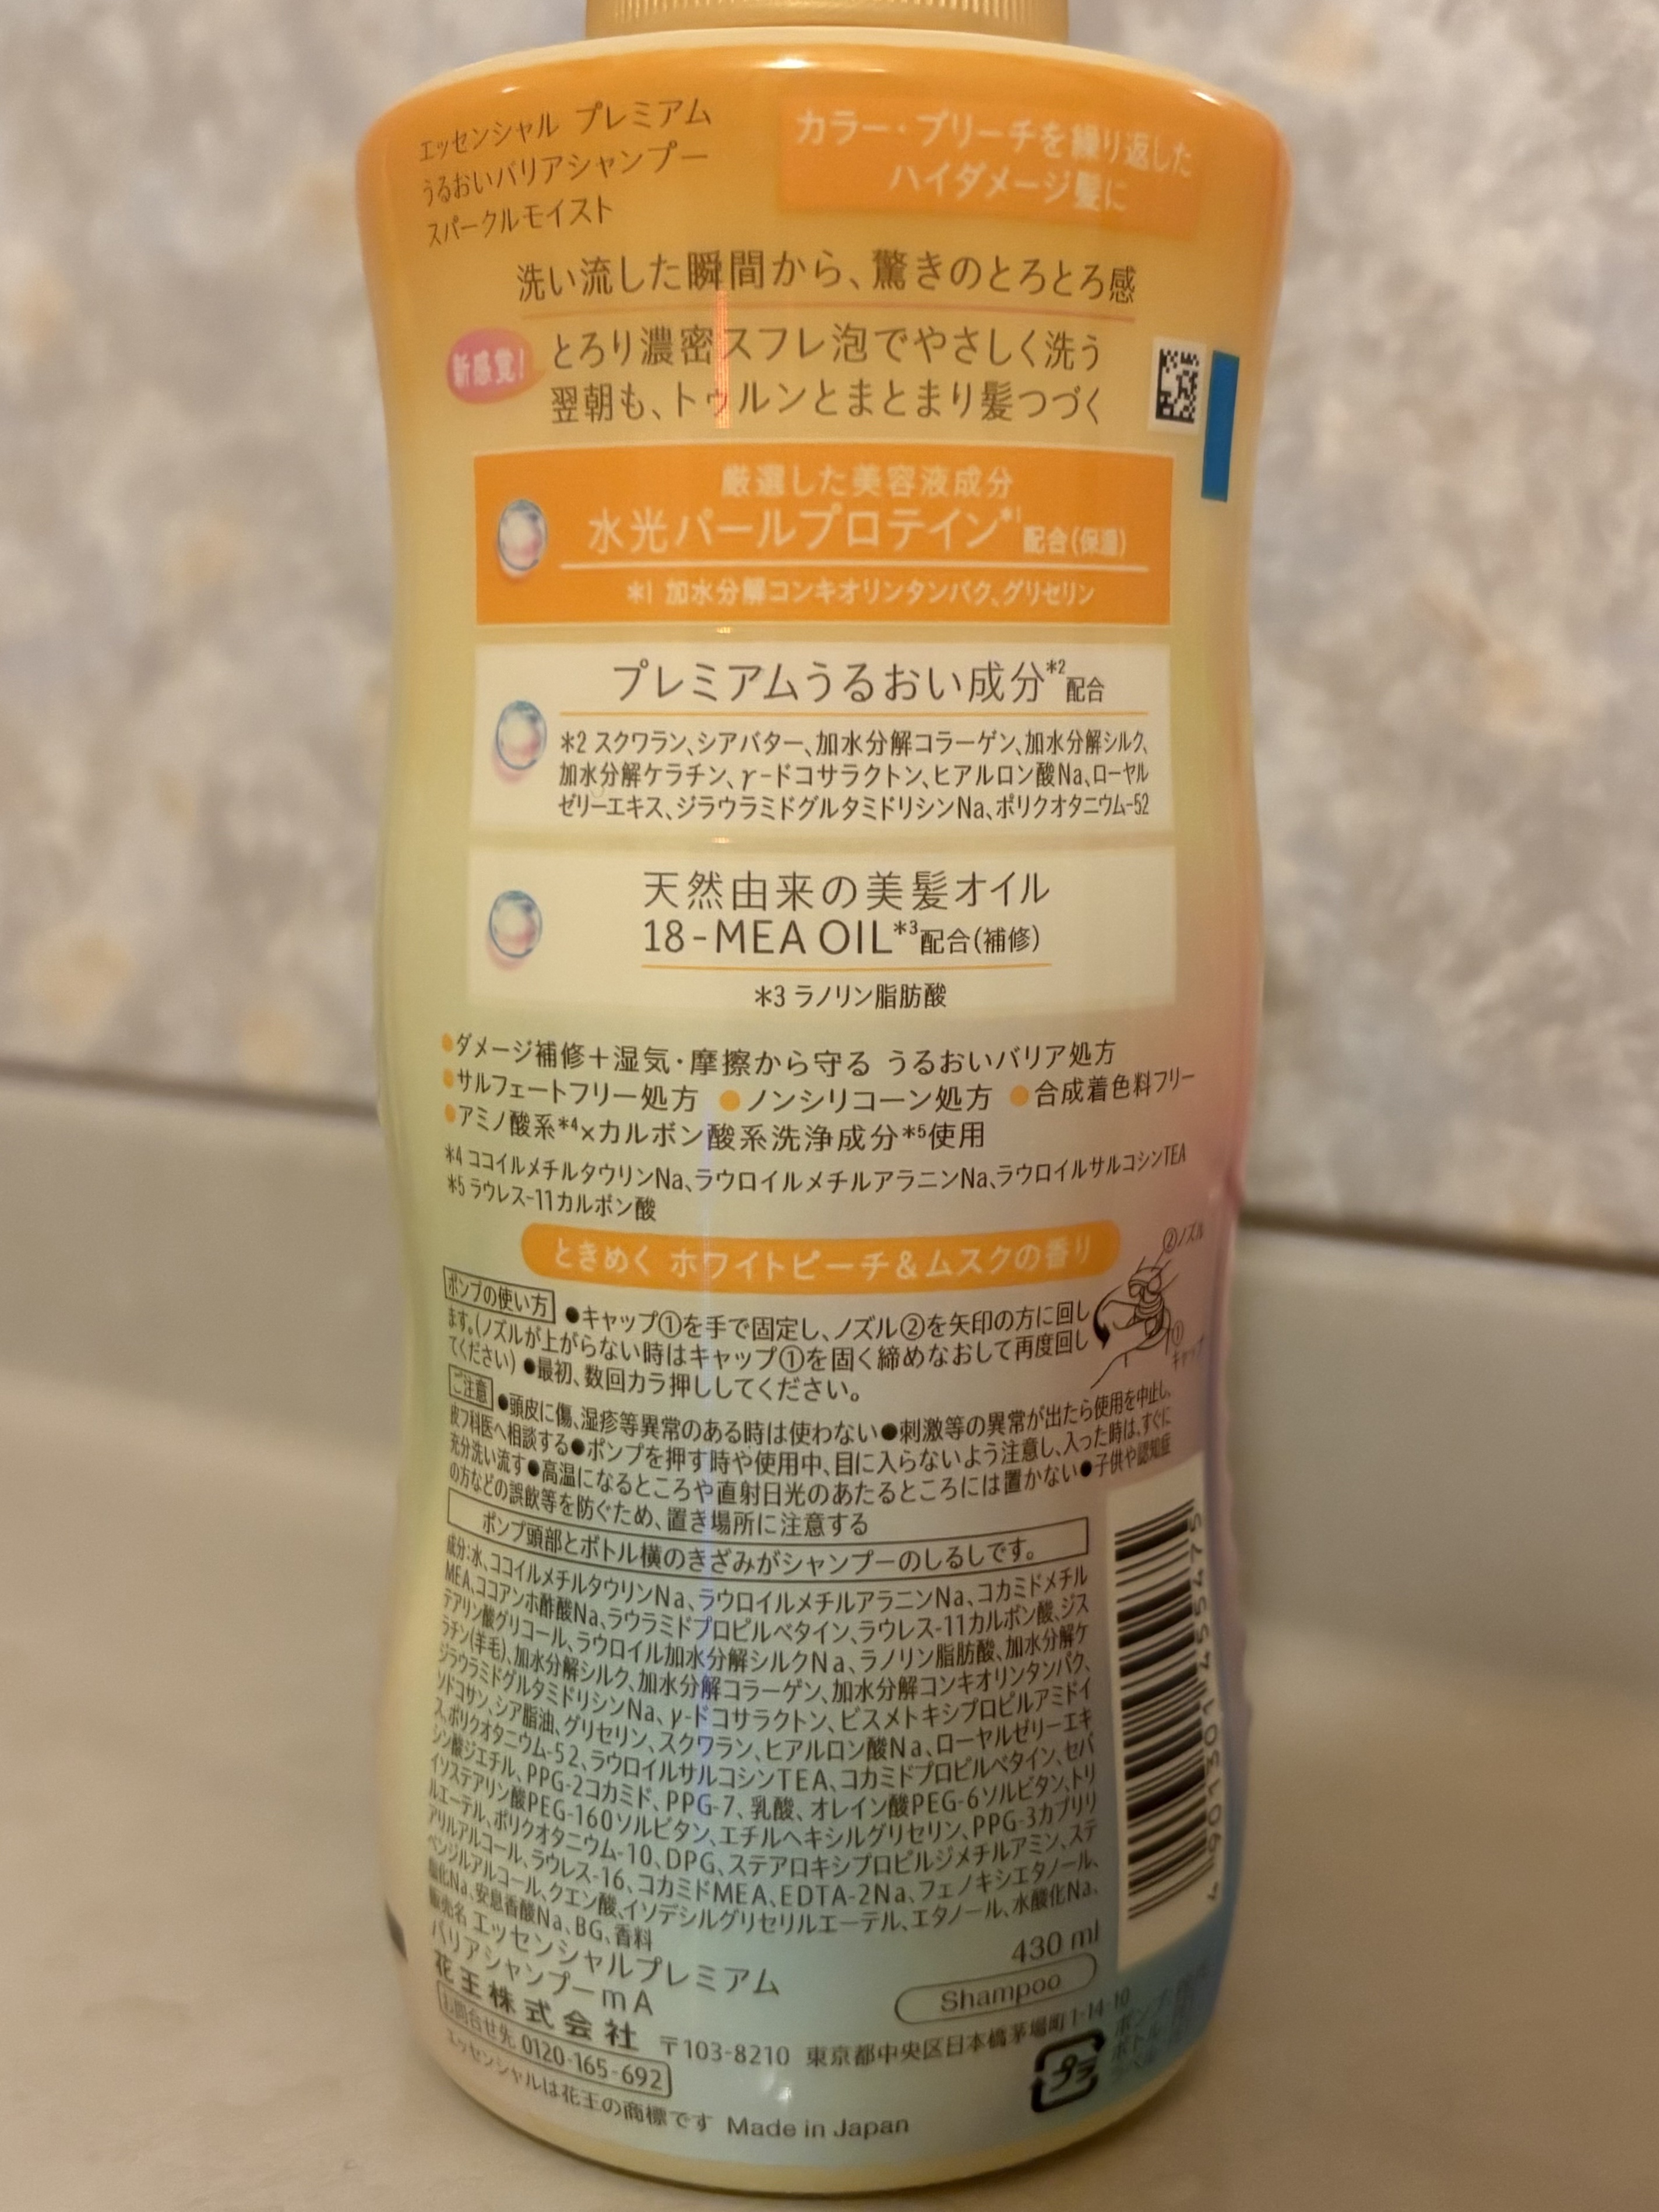 エッセンシャル プレミアム
うるおいバリアシャンプー
スパークルモイスト
カラー・ブリーチを繰り返した
ハイダメージ髪に
洗い流した瞬間から、驚きのとろとろ感
新感覚!
とろり濃密スフレ泡でやさしく洗う
翌朝も、トゥルンとまとまり髪つづく
厳選した美容液成分
水光パールプロテイン*1配合(保湿)
*1 加水分解コンキオリンタンパク、グリセリン
プレミアムうるおい成分*2配合
*2 スクワラン、シアバター、加水分解コラーゲン、加水分解シルク、
加水分解ケラチン、γ-ドコサラクトン、ヒアルロン酸Na、ローヤル
ゼリーエキス、ジラウラミドグルタミドリシンNa、ポリクオタニウム-52
天然由来の美髪オイル
18-MEA OIL*3配合(補修)
*3 ラノリン脂肪酸
●ダメージ補修+湿気・摩擦から守る うるおいバリア処方
●サルフェートフリー処方 ●ノンシリコーン処方 ●合成着色料フリー
●アミノ酸系*4×カルボン酸系洗浄成分*5使用
*4 ココイルメチルタウリンNa、ラウロイルメチルアラニンNa、ラウロイルサルコシンTEA
*5 ラウレス-11カルボン酸
ときめく ホワイトピーチ&ムスクの香り
②ノズル
①
キャップ
ポンプの使い方 ●キャップ①を手で固定し、ノズル②を矢印の方に回し
ます。(ノズルが上がらない時はキャップ①を固く締めなおして再度回し
てください) ●最初、数回カラ押ししてください。
ご注意 ●頭皮に傷、湿疹等異常のある時は使わない●刺激等の異常が出たら使用を中止し、
皮フ科医へ相談する●ポンプを押す時や使用中、目に入らないよう注意し、入った時は、すぐに
充分洗い流す●高温になるところや直射日光のあたるところには置かない●子供や認知症
の方などの誤飲等を防ぐため、置き場所に注意する
ポンプ頭部とボトル横のきざみがシャンプーのしるしです。
成分:水、ココイルメチルタウリンNa、ラウロイルメチルアラニンNa、コカミドメチル
MEA、ココアンホ酢酸Na、ラウラミドプロピルベタイン、ラウレス-11カルボン酸、ジス
テアリン酸グリコール、ラウロイル加水分解シルクNa、ラノリン脂肪酸、加水分解ケ
ラチン(羊毛)、加水分解シルク、加水分解コラーゲン、加水分解コンキオリンタンパク、
ジラウラミドグルタミドリシンNa、γ-ドコサラクトン、ビスメトキシプロピルアミドイ
ソドコサン、シア脂油、グリセリン、スクワラン、ヒアルロン酸Na、ローヤルゼリーエキ
ス、ポリクオタニウム-52、ラウロイルサルコシンTEA、コカミドプロピルベタイン、セバ
シン酸ジエチル、PPG-2コカミド、PPG-7、乳酸、オレイン酸PEG-6ソルビタン、トリ
イソステアリン酸PEG-160ソルビタン、エチルヘキシルグリセリン、PPG-3カプリリ
ルエーテル、ポリクオタニウム-10、DPG、ステアロキシプロピルジメチルアミン、ステ
アリルアルコール、ラウレス-16、コカミドMEA、EDTA-2Na、フェノキシエタノール、
ベンジルアルコール、クエン酸、イソデシルグリセリルエーテル、エタノール、水酸化Na、
塩化Na、安息香酸Na、BG、香料
販売名 エッセンシャルプレミアム
バリアシャンプーmA
430 ml
Shampoo
花王株式会社 〒103-8210 東京都中央区日本橋茅場町1-14-10
お問合せ先 0120-165-692
エッセンシャルは花王の商標です Made in Japan
プラ
4 901301 455475